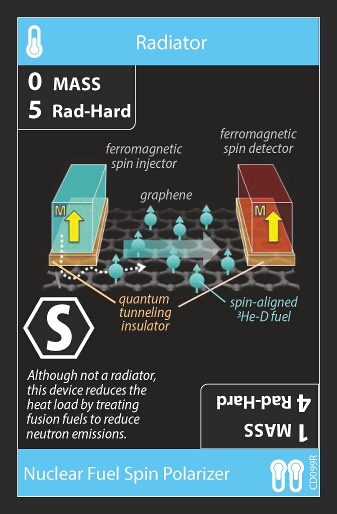 Radiator
0 MASS
5 Rad-Hard
ferromagnetic
spin detector
ferromagnetic
spin injector
graphene
M
M
quantum
tunneling
insulator
spin-aligned
³He-D fuel
S
Although not a radiator,
this device reduces the
heat load by treating
fusion fuels to reduce
neutron emissions.
1 MASS
4 Rad-Hard
Nuclear Fuel Spin Polarizer
CD099R